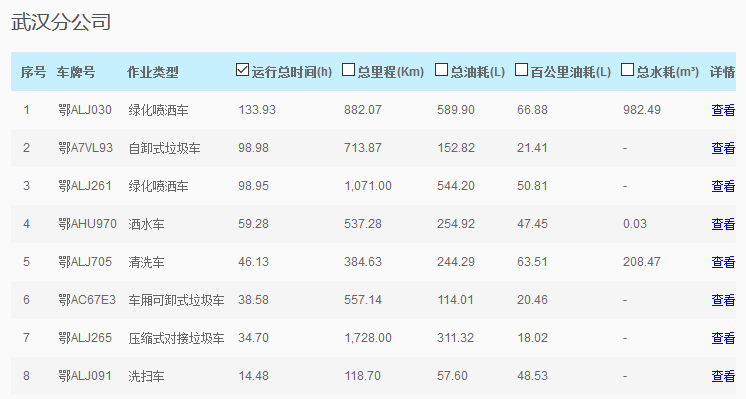 武汉分公司
序号 车牌号 作业类型 运行总时间(h) 总里程(Km) 总油耗(L) 百公里油耗(L) 总水耗(m³) 详情
1 鄂ALJ030 绿化喷洒车 133.93 882.07 589.90 66.88 982.49 查看
2 鄂A7VL93 自卸式垃圾车 98.98 713.87 152.82 21.41 - 查看
3 鄂ALJ261 绿化喷洒车 98.95 1,071.00 544.20 50.81 - 查看
4 鄂AHU970 洒水车 59.28 537.28 254.92 47.45 0.03 查看
5 鄂ALJ705 清洗车 46.13 384.63 244.29 63.51 208.47 查看
6 鄂AC67E3 车厢可卸式垃圾车 38.58 557.14 114.01 20.46 - 查看
7 鄂ALJ265 压缩式对接垃圾车 34.70 1,728.00 311.32 18.02 - 查看
8 鄂ALJ091 洗扫车 14.48 118.70 57.60 48.53 - 查看